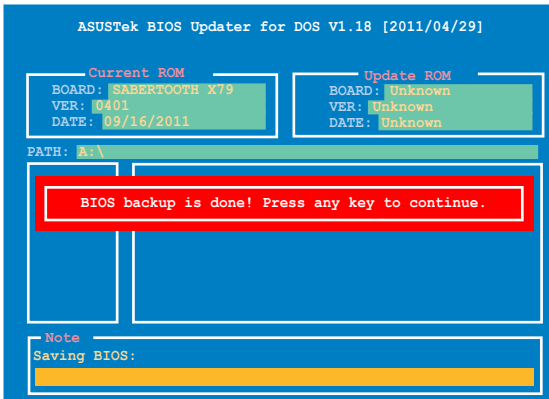 ASUSTek BIOS Updater for DOS V1.18 [2011/04/29]
Current ROM
BOARD: SABERTOOTH X79
VER: 0401
DATE: 09/16/2011
Update ROM
BOARD: Unknown
VER: Unknown
DATE: Unknown
PATH: A:\
BIOS backup is done! Press any key to continue.
Note
Saving BIOS: